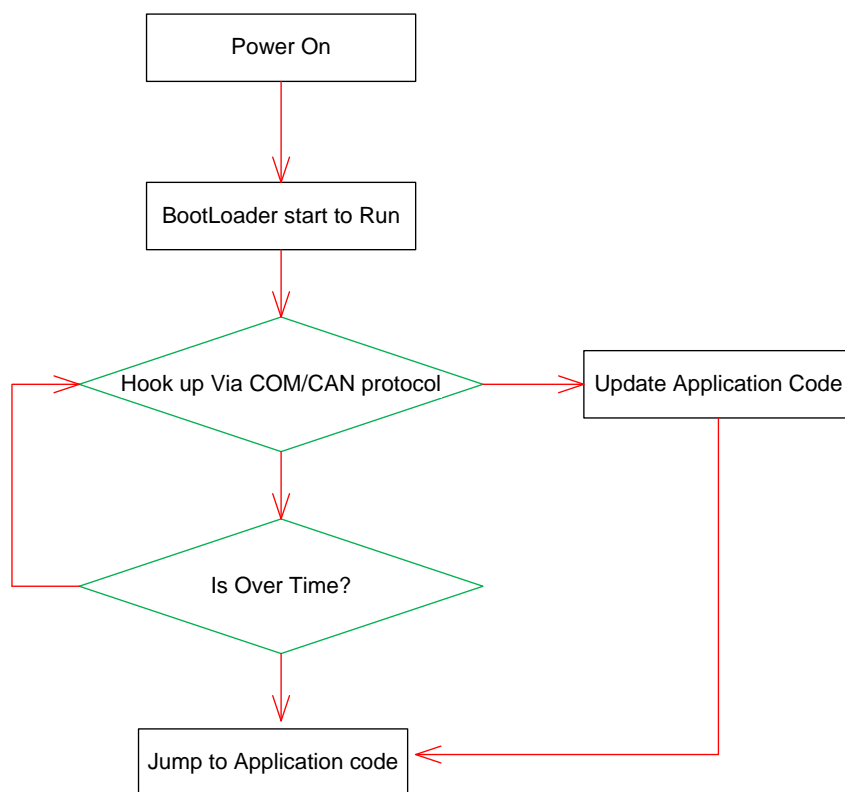 Power On
BootLoader start to Run
Hook up Via COM/CAN protocol
Update Application Code
Is Over Time?
Jump to Application code